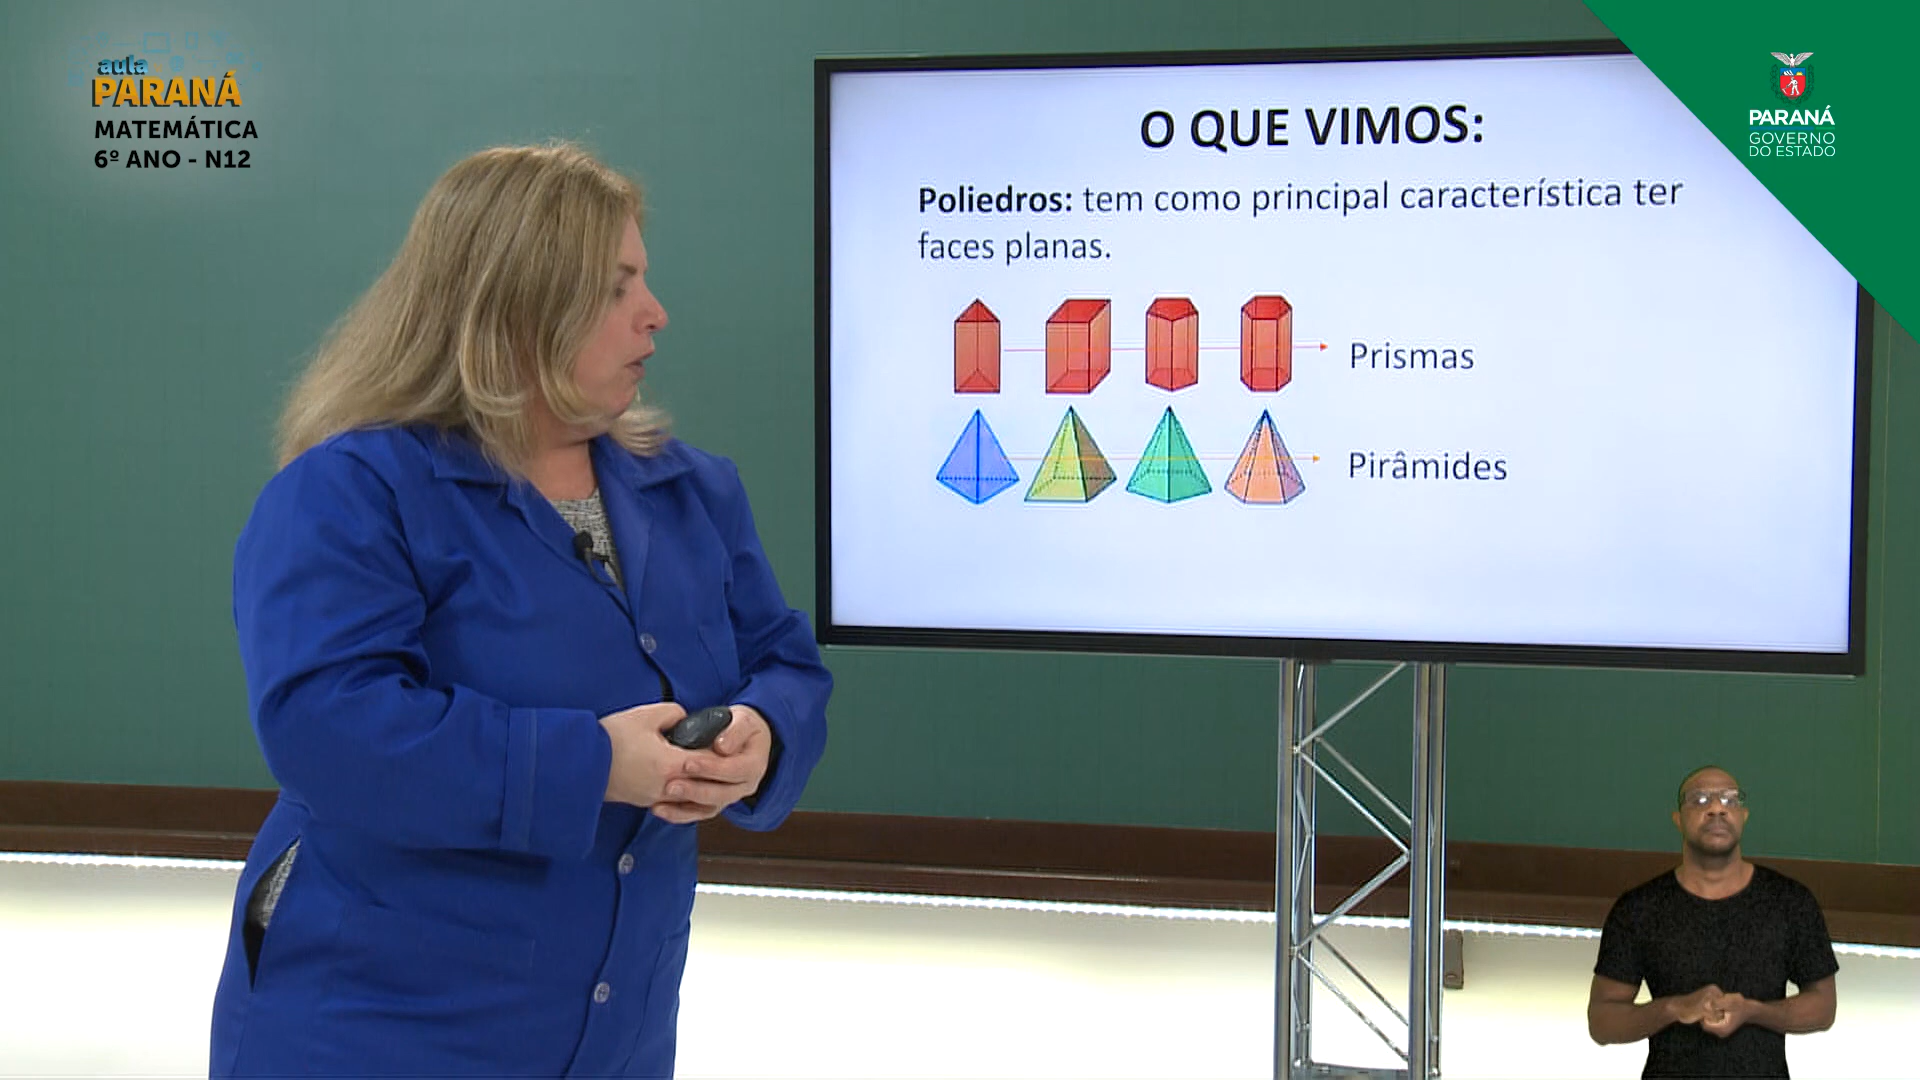 aula
PARANÁ
MATEMÁTICA
6º ANO - N12
O QUE VIMOS:
Poliedros: tem como principal característica ter
faces planas.
Prismas
Pirâmides
PARANÁ
GOVERNO
DO ESTADO